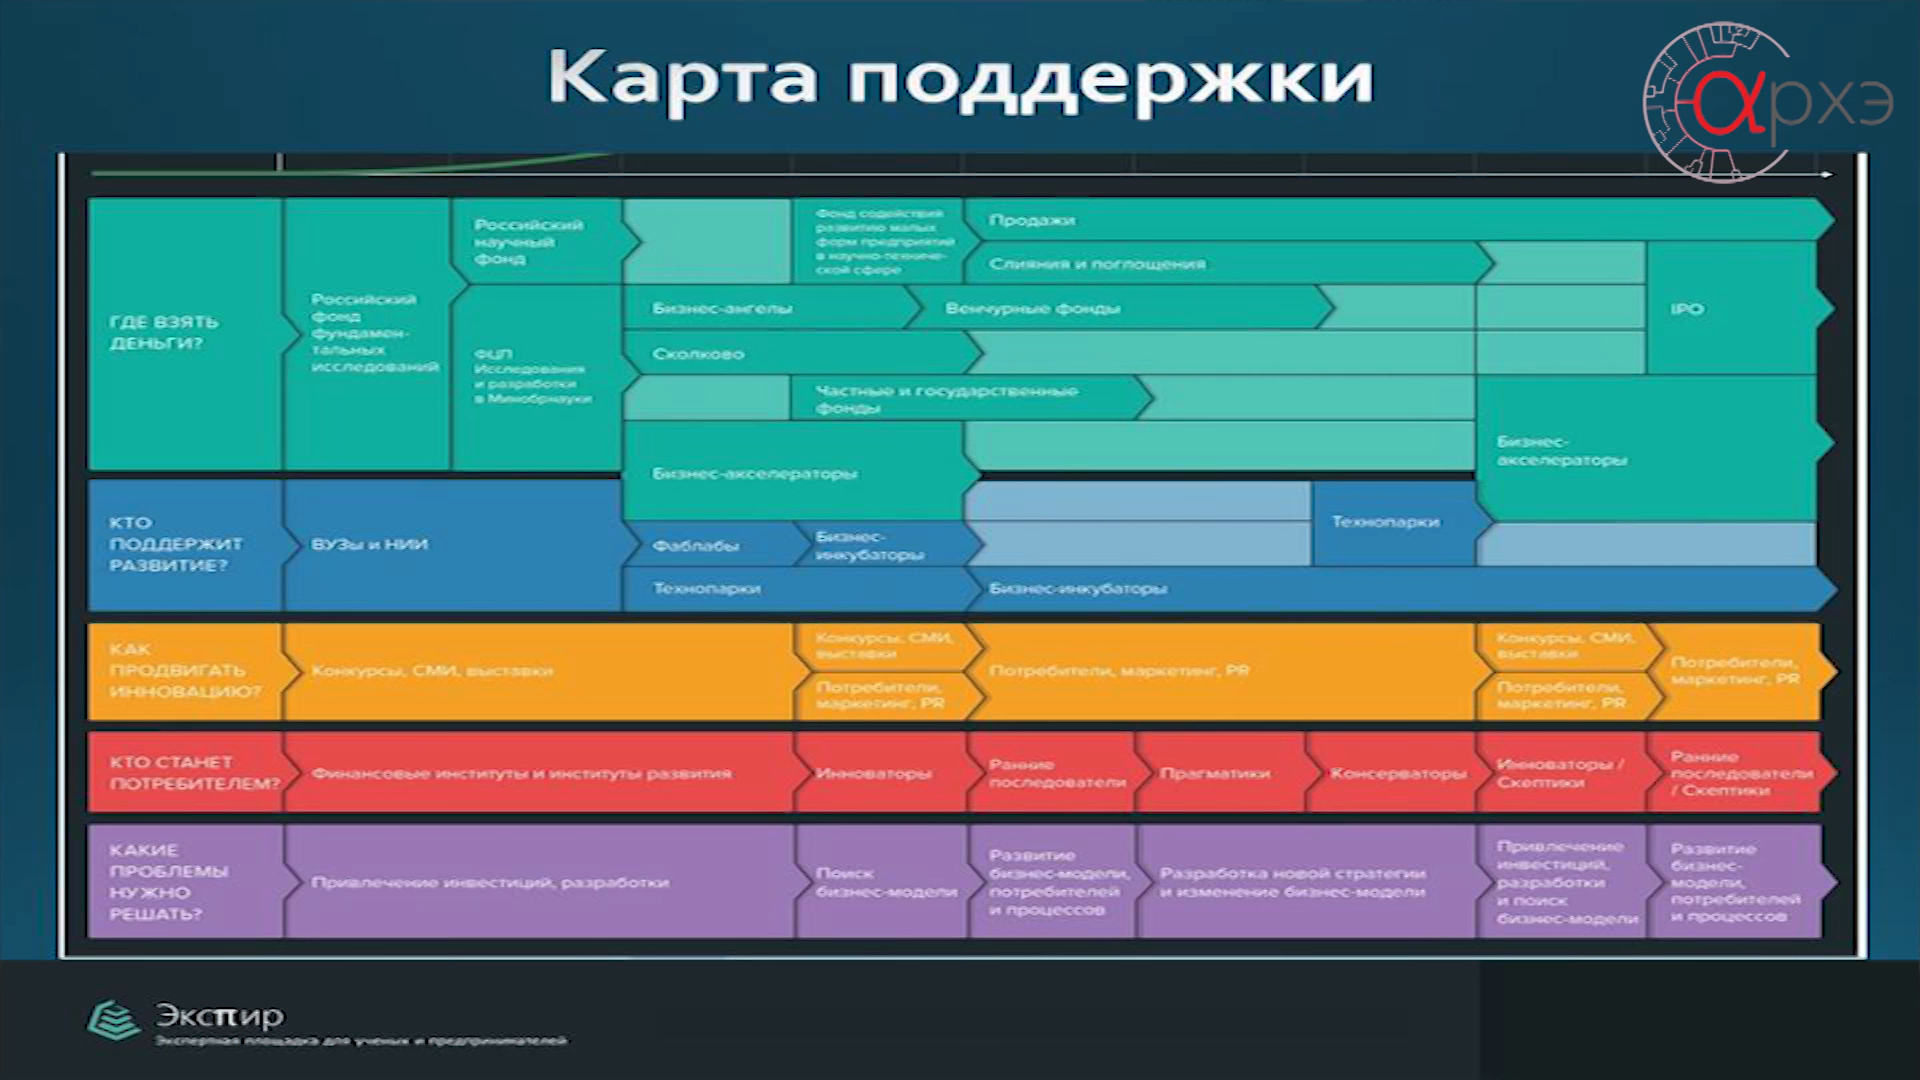 Карта поддержки
αрхэ
ГДЕ ВЗЯТЬ
ДЕНЬГИ?
Российский
фонд
фундамен-
тальных
исследований
Российский
научный
фонд
ФЦП
Исследования
и разработки
в Минобрнауки
Фонд содействия
развитию малых
форм предприятий
в научно-техниче-
ской сфере
Продажи
Слияния и поглощения
Бизнес-ангелы
Венчурные фонды
IPO
Сколково
Частные и государственные
фонды
Бизнес-акселераторы
Бизнес-
акселераторы
КТО
ПОДДЕРЖИТ
РАЗВИТИЕ?
ВУЗы и НИИ
Фаблабы
Бизнес-
инкубаторы
Технопарки
Технопарки
Бизнес-инкубаторы
КАК
ПРОДВИГАТЬ
ИННОВАЦИЮ?
Конкурсы, СМИ, выставки
Конкурсы, СМИ,
выставки
Потребители,
маркетинг, PR
Потребители, маркетинг, PR
Конкурсы, СМИ,
выставки
Потребители,
маркетинг, PR
Потребители,
маркетинг, PR
КТО СТАНЕТ
ПОТРЕБИТЕЛЕМ?
Финансовые институты и институты развития
Инноваторы
Ранние
последователи
Прагматики
Консерваторы
Инноваторы /
Скептики
Ранние
последователи
/ Скептики
КАКИЕ
ПРОБЛЕМЫ
НУЖНО
РЕШАТЬ?
Привлечение инвестиций, разработки
Поиск
бизнес-модели
Развитие
бизнес-модели,
потребителей
и процессов
Разработка новой стратегии
и изменение бизнес-модели
Привлечение
инвестиций,
разработки
и поиск
бизнес-модели
Развитие
бизнес-
модели,
потребителей
и процессов
Эксπир
Экспертная площадка для ученых и предпринимателей